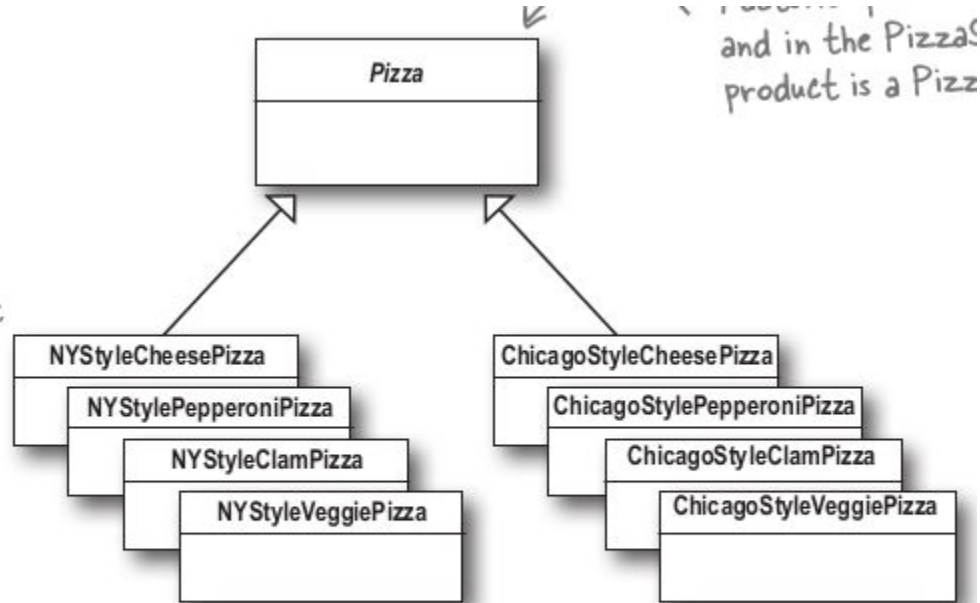 and in the PizzaS
product is a Pizz
Pizza
NYStyleCheesePizza
NYStylePepperoniPizza
NYStyleClamPizza
NYStyleVeggiePizza
ChicagoStyleCheesePizza
ChicagoStylePepperoniPizza
ChicagoStyleClamPizza
ChicagoStyleVeggiePizza